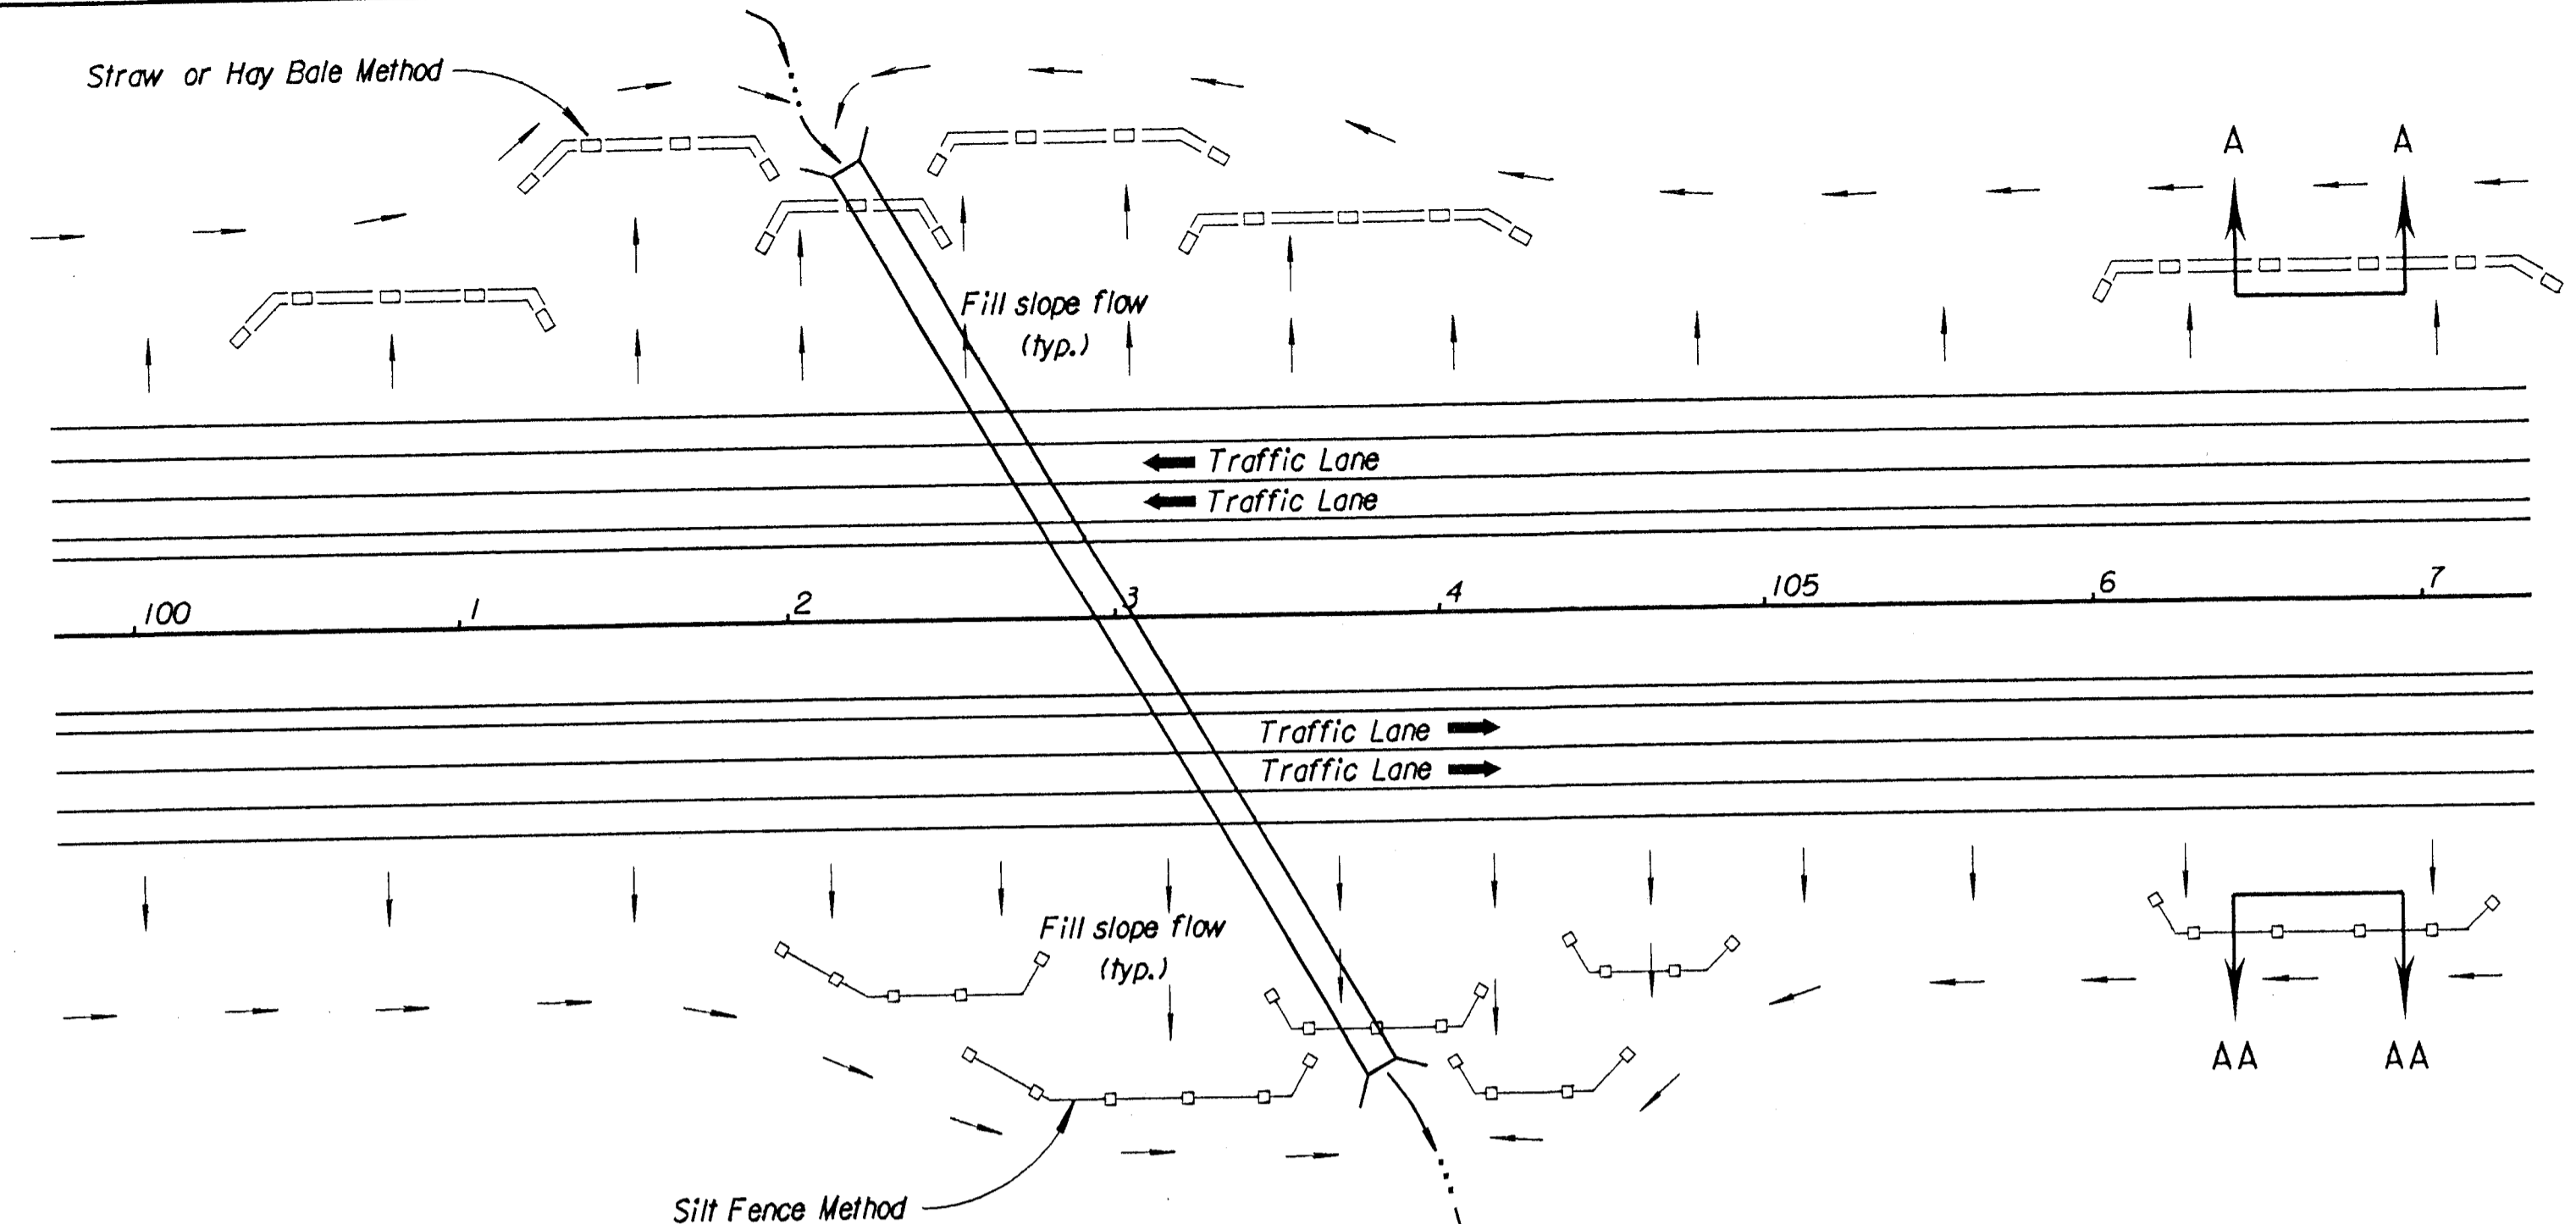 Straw or Hay Bale Method
A A
Fill slope flow
(typ.)
Traffic Lane
Traffic Lane
100 1 2 3 4 105 6 7
Traffic Lane
Traffic Lane
Fill slope flow
(typ.)
AA AA
Silt Fence Method